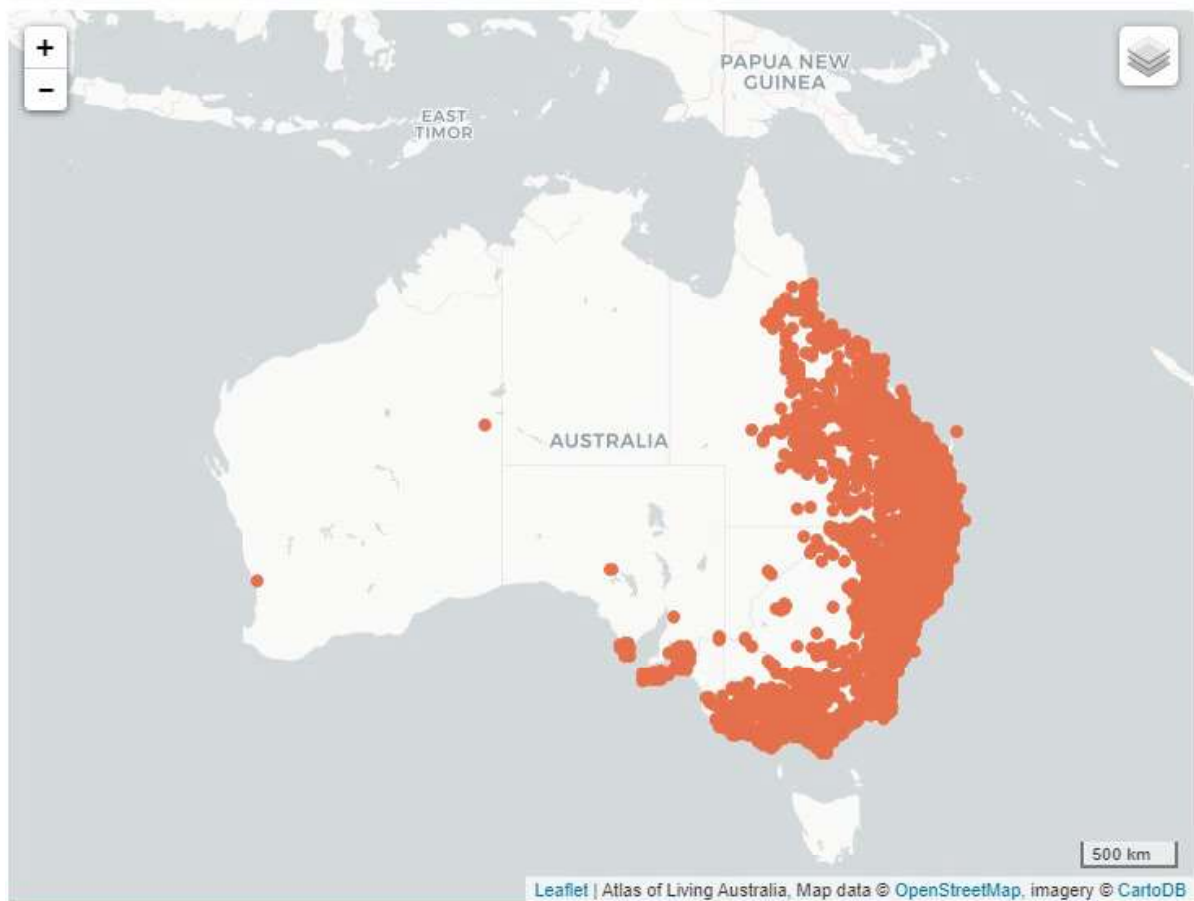 +
−
PAPUA NEW
GUINEA
EAST
TIMOR
AUSTRALIA
500 km
Leaflet | Atlas of Living Australia, Map data © OpenStreetMap, imagery © CartoDB